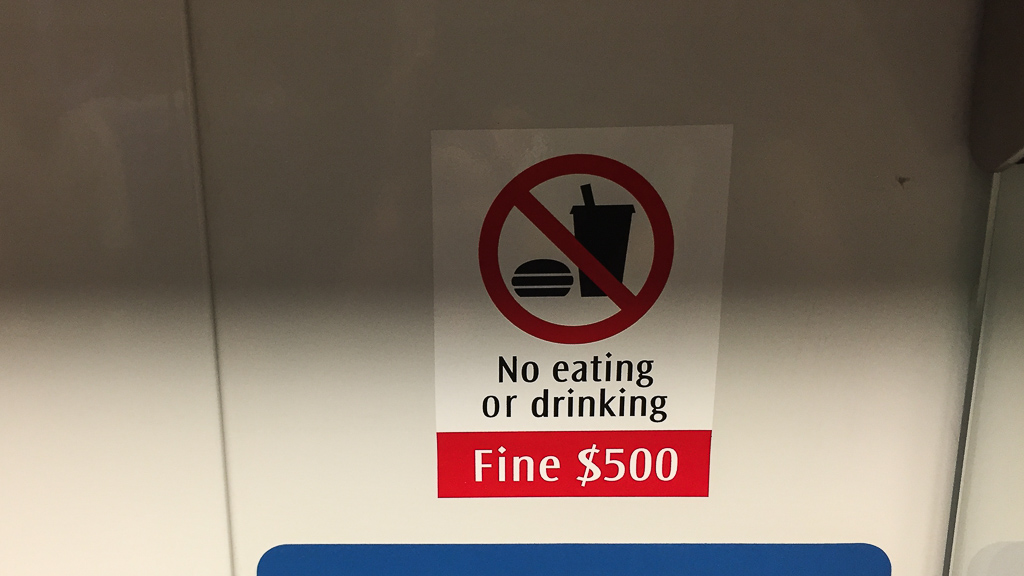 No eating
or drinking
Fine $500